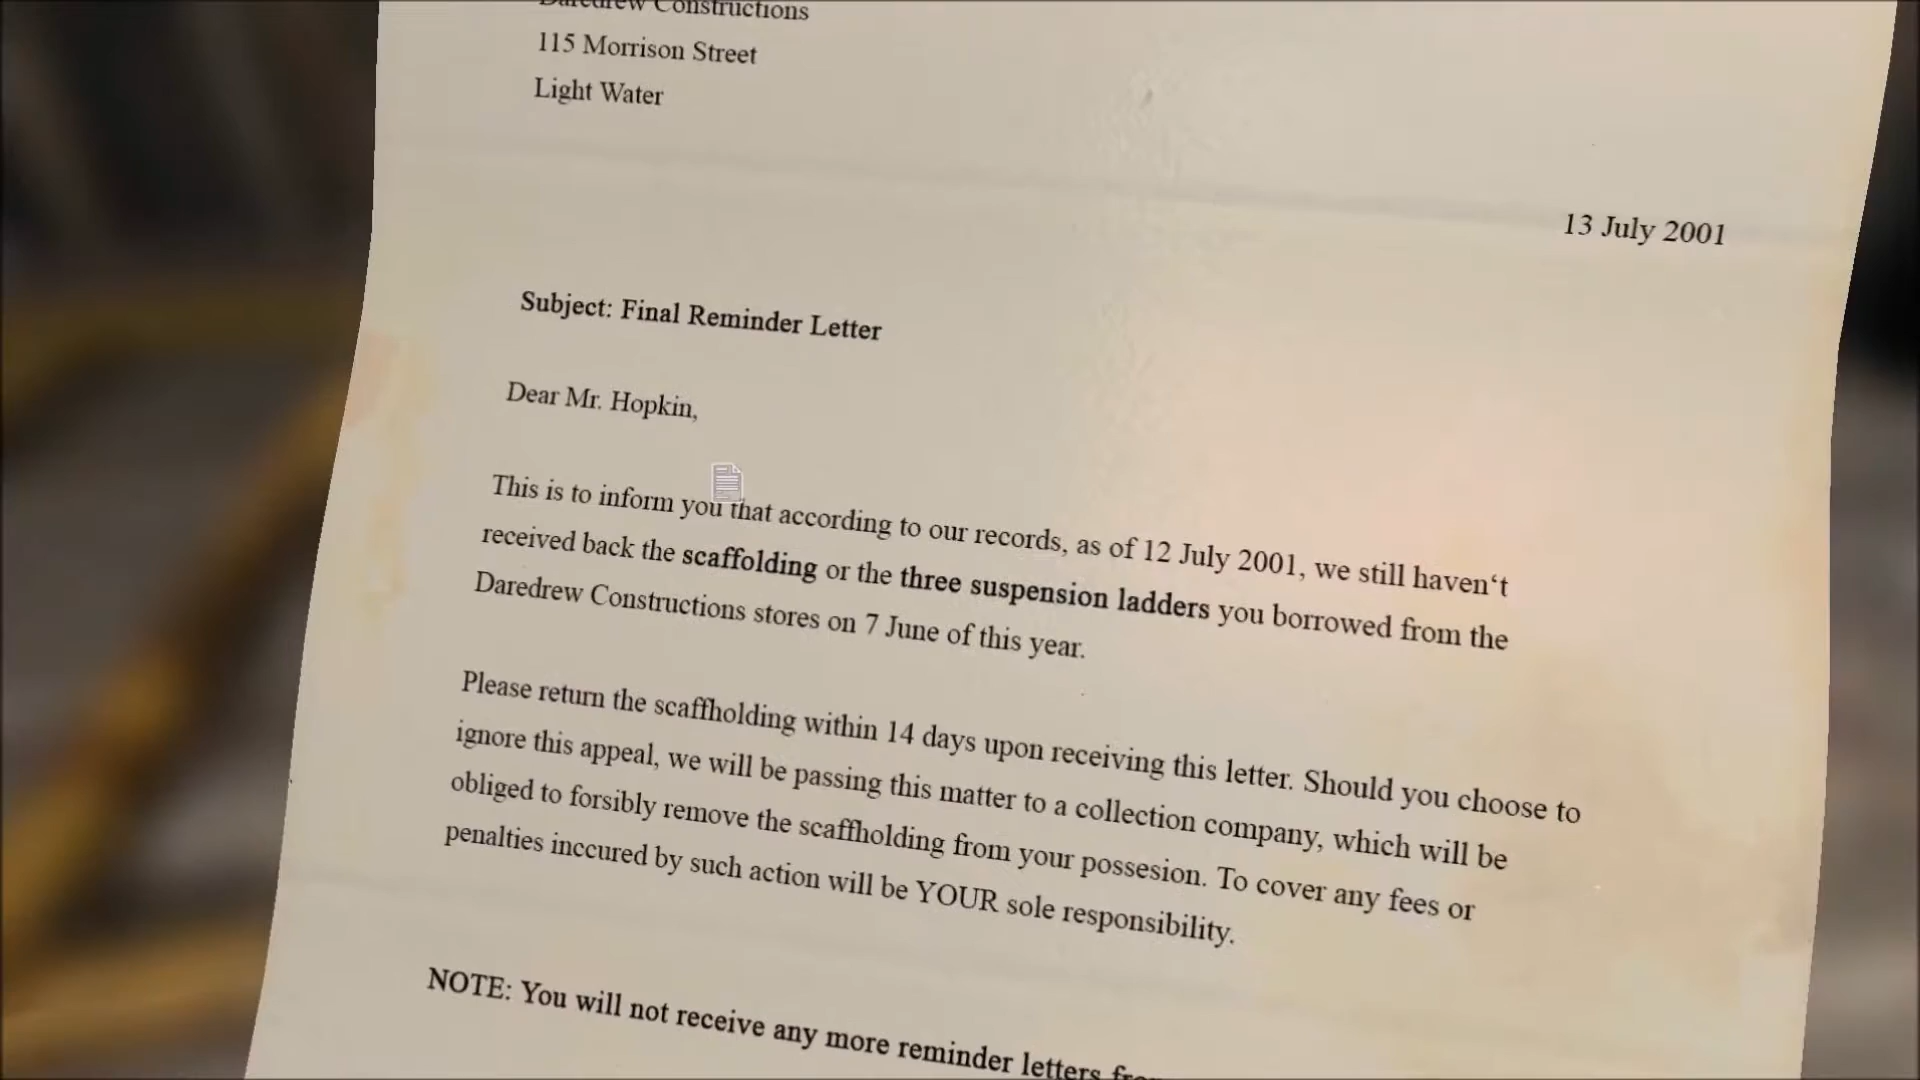 Daredrew Constructions
115 Morrison Street
Light Water
13 July 2001
Subject: Final Reminder Letter
Dear Mr. Hopkin,
This is to inform you that according to our records, as of 12 July 2001, we still haven‘t
received back the scaffolding or the three suspension ladders you borrowed from the
Daredrew Constructions stores on 7 June of this year.
Please return the scaffholding within 14 days upon receiving this letter. Should you choose to
ignore this appeal, we will be passing this matter to a collection company, which will be
obliged to forsibly remove the scaffholding from your possesion. To cover any fees or
penalties inccured by such action will be YOUR sole responsibility.
NOTE: You will not receive any more reminder letters